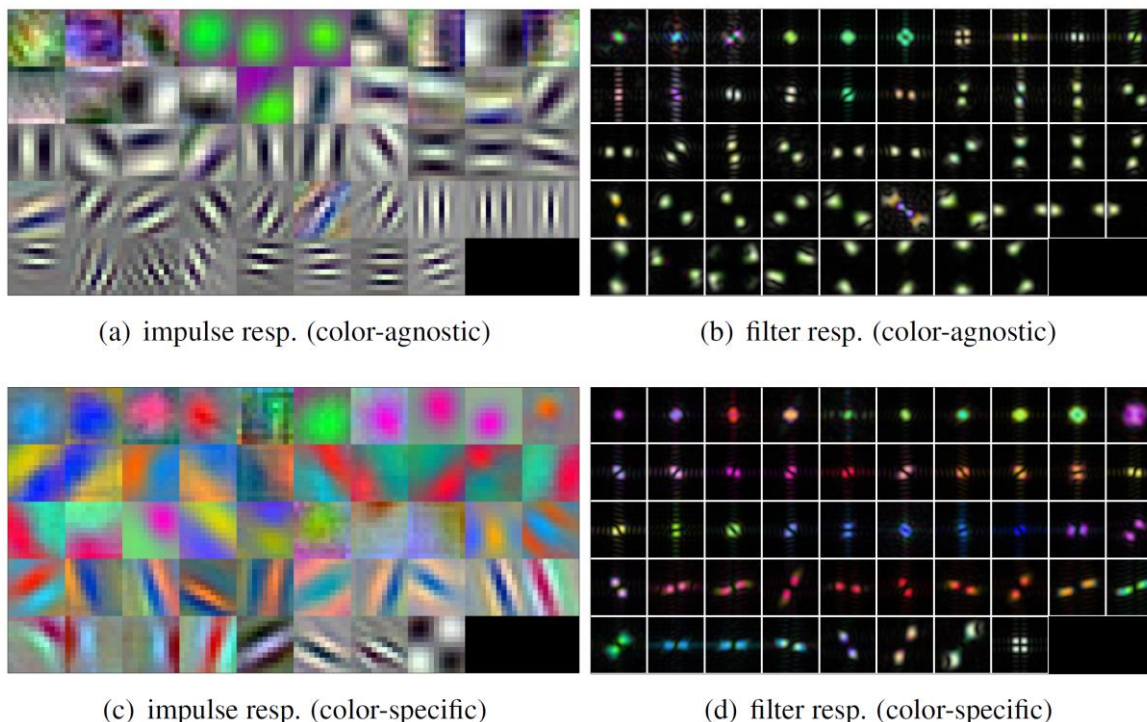 (a) impulse resp. (color-agnostic)
(b) filter resp. (color-agnostic)
(c) impulse resp. (color-specific)
(d) filter resp. (color-specific)